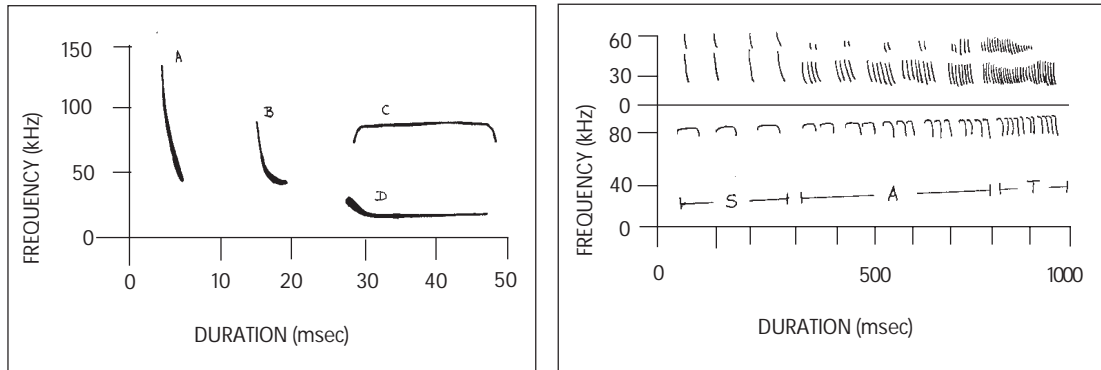 FREQUENCY (kHz)
150
100
50
0
A
B
C
D
0
10
20
30
40
50
DURATION (msec)
FREQUENCY (kHz)
60
30
0
80
40
0
S
A
T
0
500
1000
DURATION (msec)